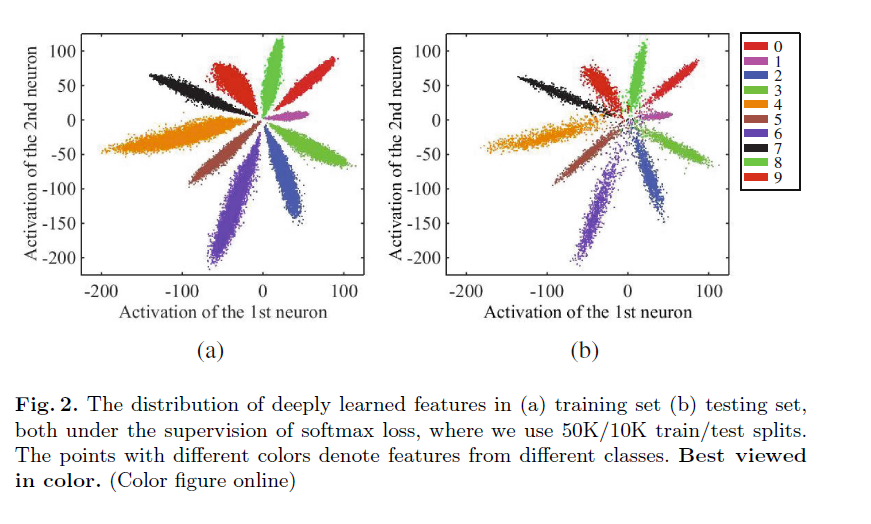 Activation of the 2nd neuron
100
50
0
-50
-100
-150
-200
-200 -100 0 100
Activation of the 1st neuron
(a)
Activation of the 2nd neuron
100
50
0
-50
-100
-150
-200
-200 -100 0 100
Activation of the 1st neuron
(b)
0
1
2
3
4
5
6
7
8
9
Fig. 2. The distribution of deeply learned features in (a) training set (b) testing set,
both under the supervision of softmax loss, where we use 50K/10K train/test splits.
The points with different colors denote features from different classes. Best viewed
in color. (Color figure online)